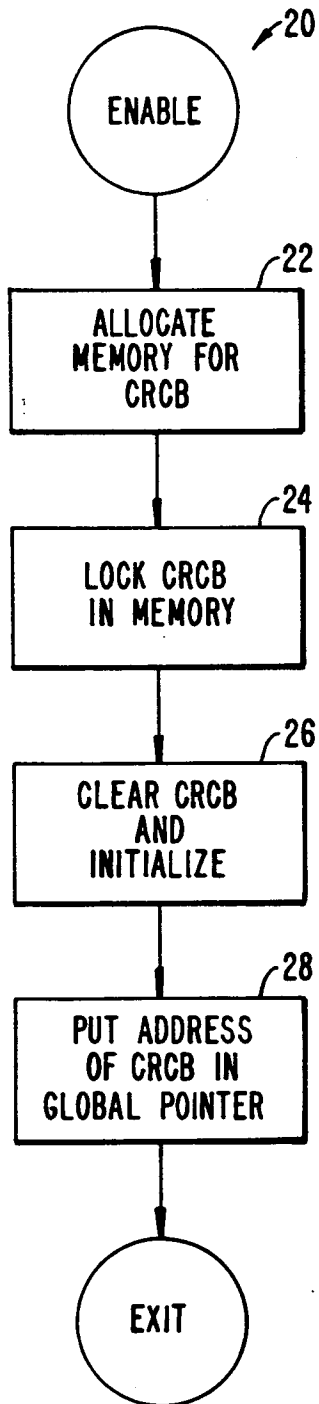 20
ENABLE
22
ALLOCATE
MEMORY FOR
CRCB
24
LOCK CRCB
IN MEMORY
26
CLEAR CRCB
AND
INITIALIZE
28
PUT ADDRESS
OF CRCB IN
GLOBAL POINTER
EXIT